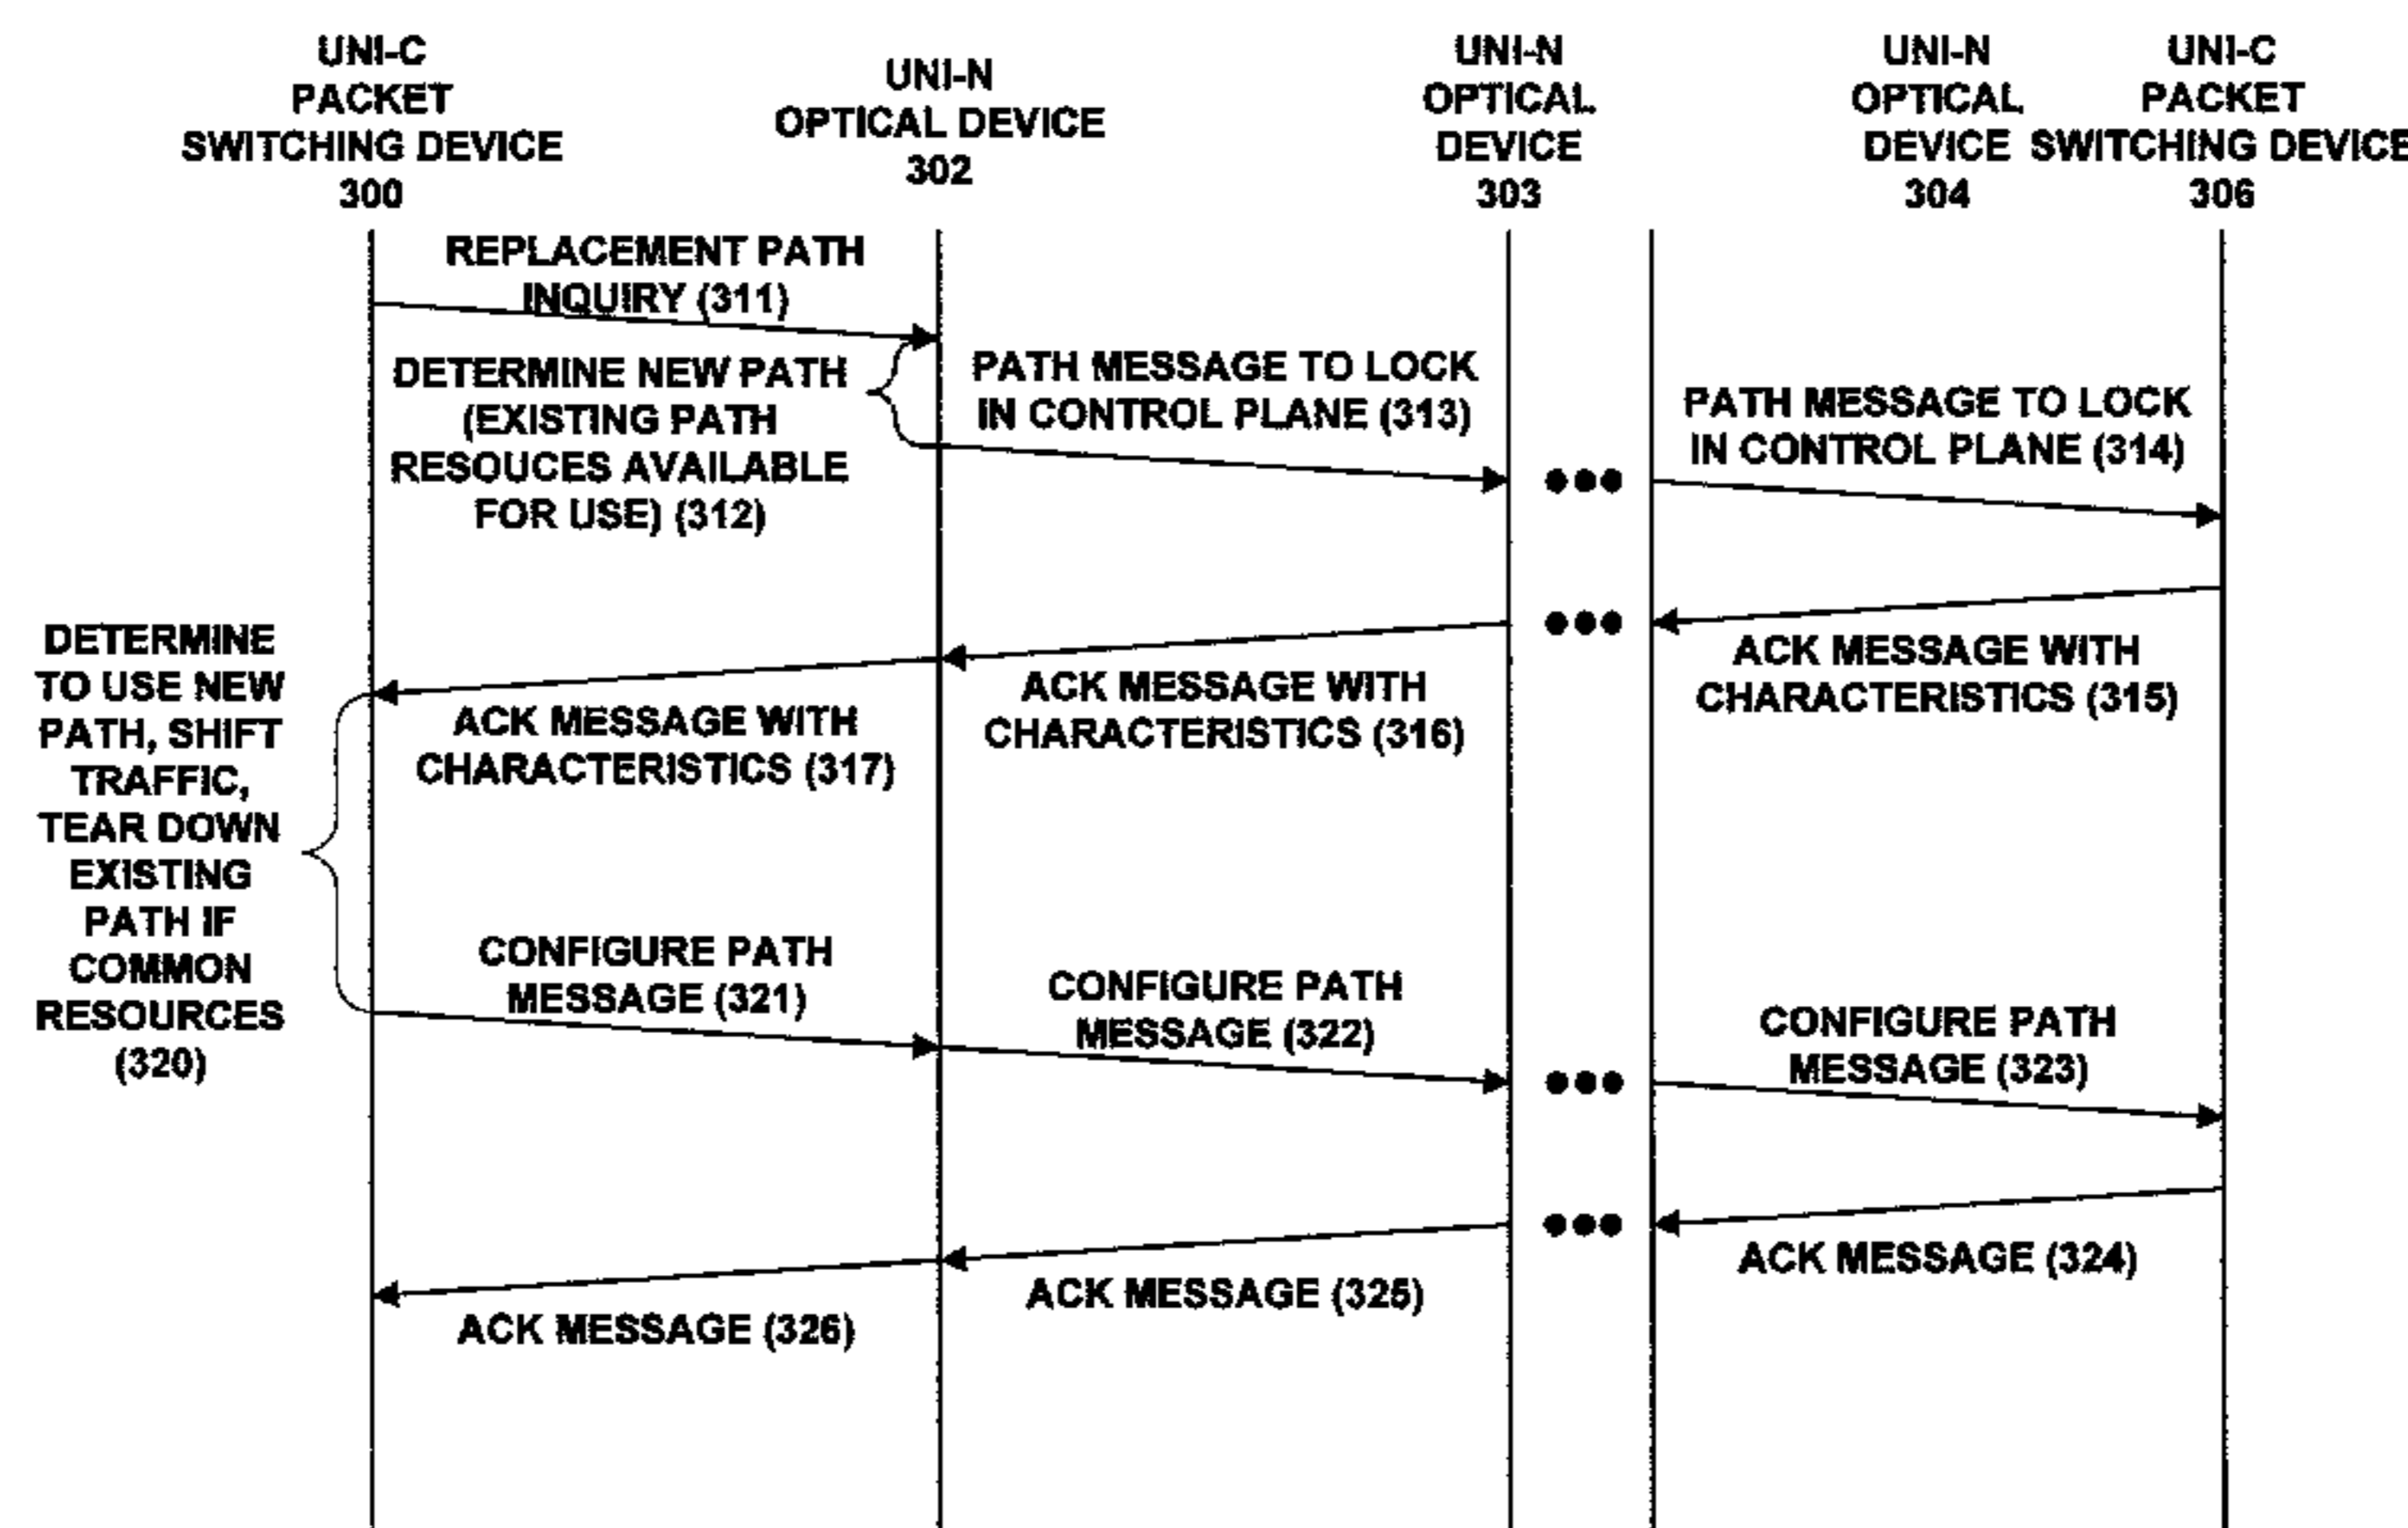 UNI-C
PACKET
SWITCHING DEVICE
300
UNI-N
OPTICAL DEVICE
302
UNI-N
OPTICAL
DEVICE
303
UNI-N
OPTICAL
DEVICE
304
UNI-C
PACKET
SWITCHING DEVICE
306
REPLACEMENT PATH
INQUIRY (311)
DETERMINE NEW PATH
(EXISTING PATH
RESOUCES AVAILABLE
FOR USE) (312)
PATH MESSAGE TO LOCK
IN CONTROL PLANE (313)
PATH MESSAGE TO LOCK
IN CONTROL PLANE (314)
ACK MESSAGE WITH
CHARACTERISTICS (315)
ACK MESSAGE WITH
CHARACTERISTICS (316)
ACK MESSAGE WITH
CHARACTERISTICS (317)
DETERMINE
TO USE NEW
PATH, SHIFT
TRAFFIC,
TEAR DOWN
EXISTING
PATH IF
COMMON
RESOURCES
(320)
CONFIGURE PATH
MESSAGE (321)
CONFIGURE PATH
MESSAGE (322)
CONFIGURE PATH
MESSAGE (323)
ACK MESSAGE (324)
ACK MESSAGE (325)
ACK MESSAGE (326)